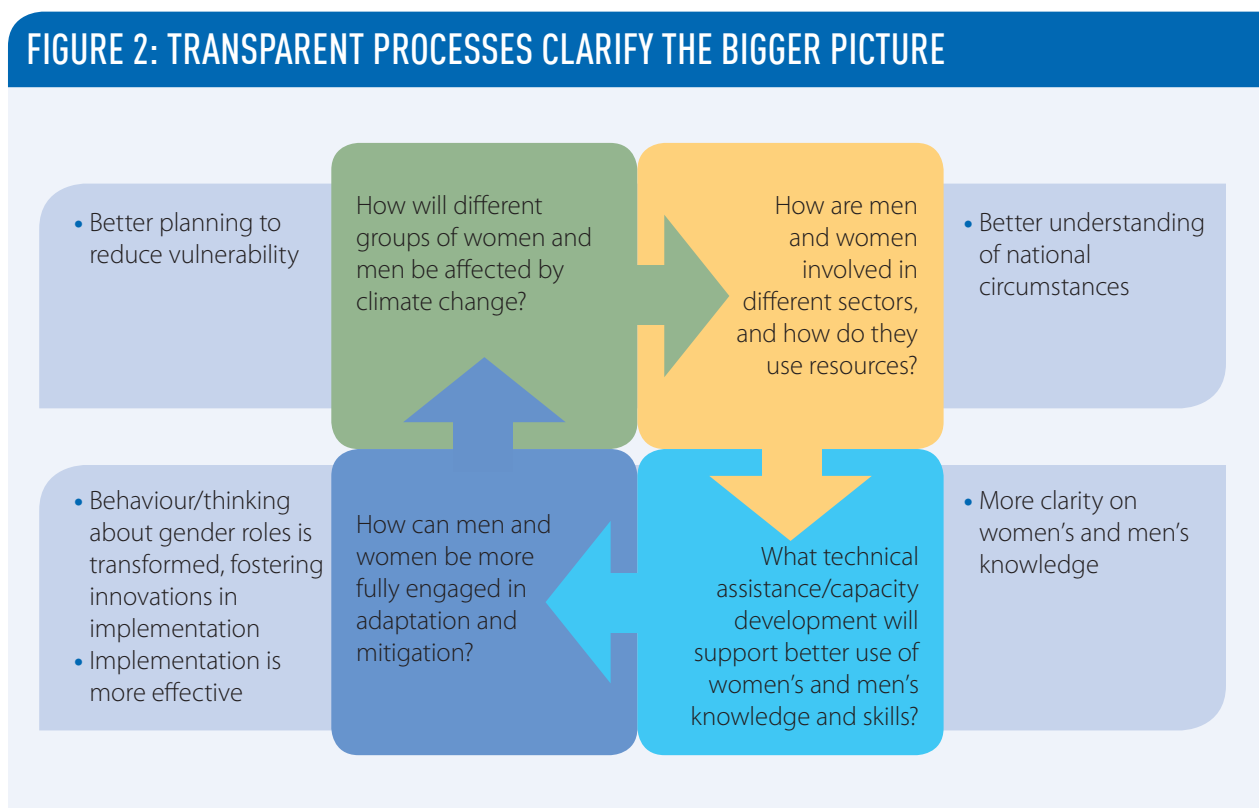 FIGURE 2: TRANSPARENT PROCESSES CLARIFY THE BIGGER PICTURE
• Better planning to
reduce vulnerability
How will different
groups of women and
men be affected by
climate change?
How are men
and women
involved in
different sectors,
and how do they
use resources?
• Better understanding
of national
circumstances
• Behaviour/thinking
about gender roles is
transformed, fostering
innovations in
implementation
• Implementation is
more effective
How can men and
women be more
fully engaged in
adaptation and
mitigation?
What technical
assistance/capacity
development will
support better use of
women’s and men’s
knowledge and skills?
• More clarity on
women’s and men’s
knowledge